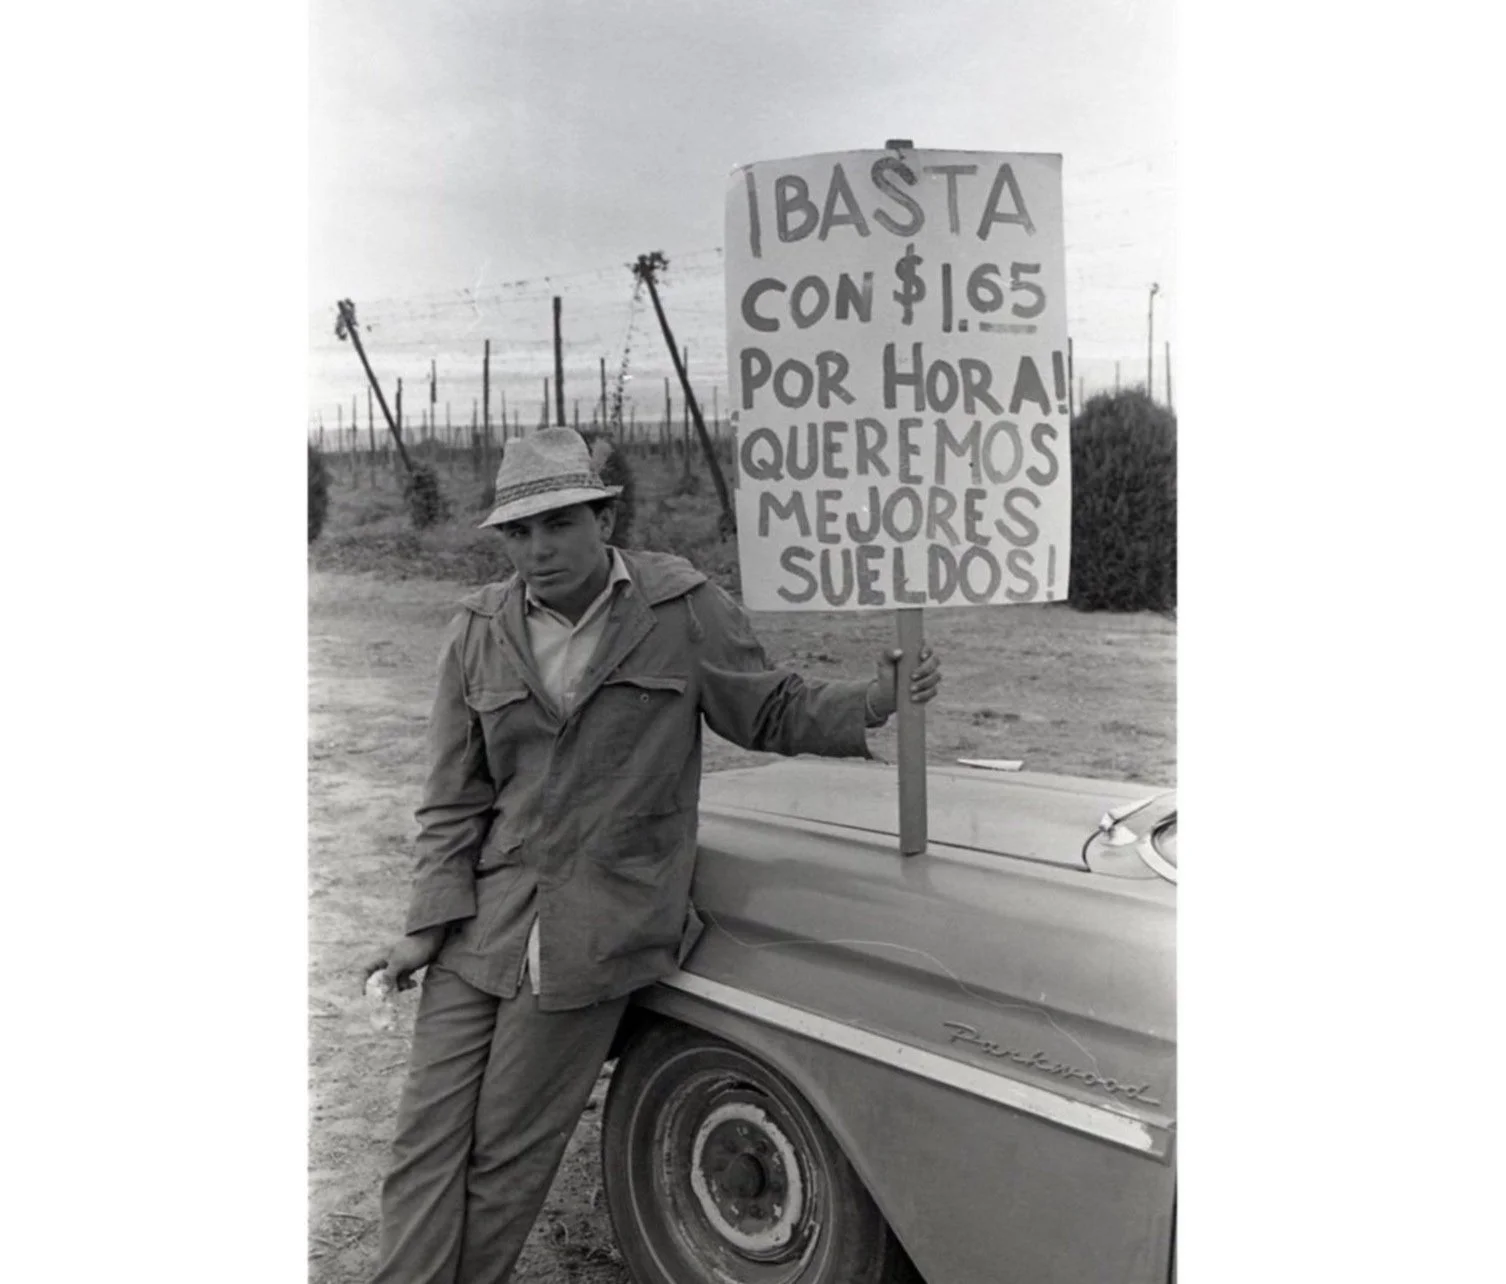 ¡BASTA
CON $1.65
POR HORA!
QUEREMOS
MEJORES
SUELDOS!
Parkwood